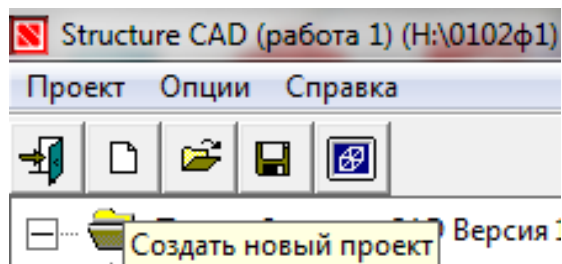 Structure CAD (работа 1) (H:\0102ф1)
Проект Опции Справка
Версия
Создать новый проект